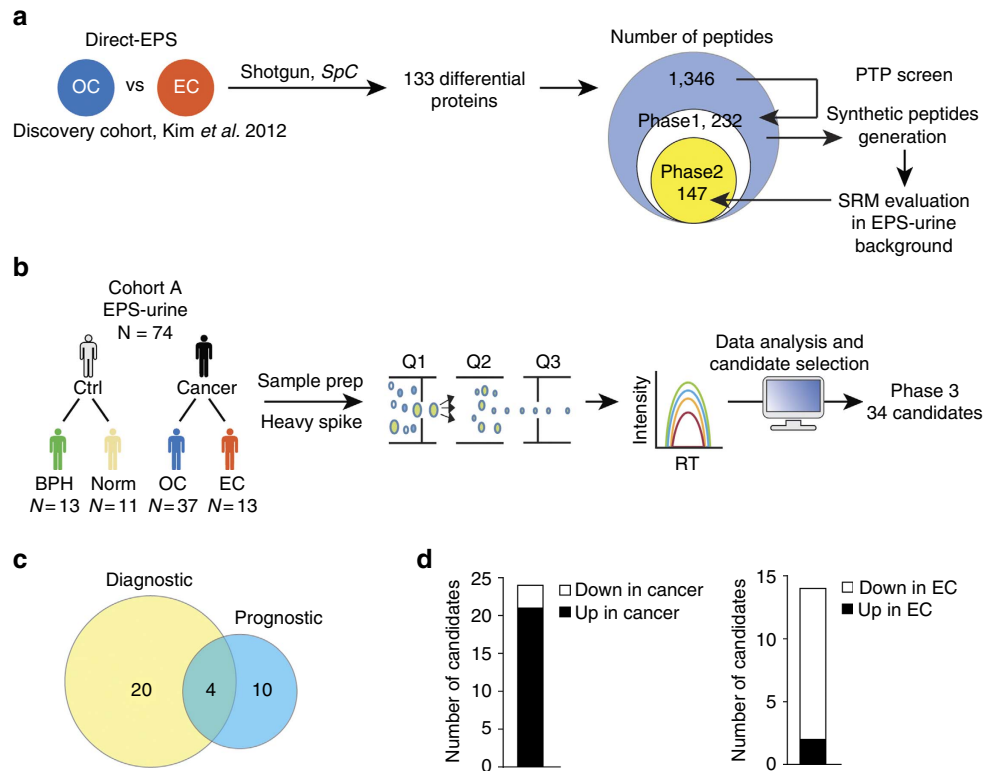 a
Direct-EPS
OC vs EC
Shotgun, SpC
Discovery cohort, Kim et al. 2012
133 differential
proteins
Number of peptides
1,346
Phase1, 232
Phase2
147
PTP screen
Synthetic peptides
generation
SRM evaluation
in EPS-urine
background
b
Cohort A
EPS-urine
N = 74
Ctrl
Cancer
BPH
Norm
OC
EC
N=13
N=11
N=37
N=13
Sample prep
Heavy spike
Q1
Q2
Q3
Intensity
RT
Data analysis and
candidate selection
Phase 3
34 candidates
c
Diagnostic
Prognostic
20
4
10
d
Number of candidates
25
20
15
10
5
0
Down in cancer
Up in cancer
Number of candidates
15
10
5
0
Down in EC
Up in EC